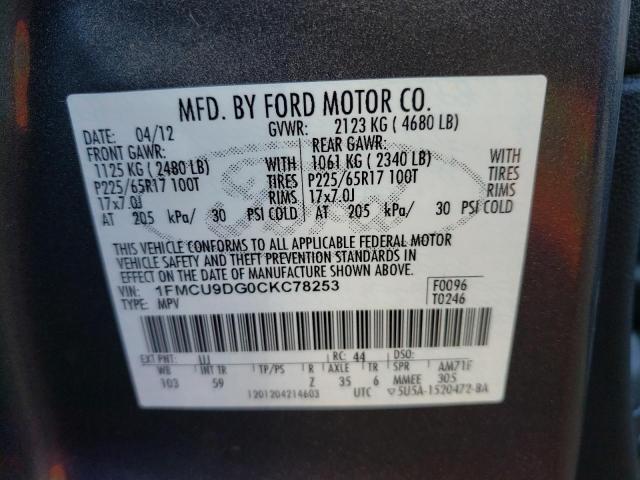 MFD. BY FORD MOTOR CO.
DATE: 04/12 GVWR: 2123 KG ( 4680 LB)
FRONT GAWR: REAR GAWR:
1125 KG ( 2480 LB) WITH 1061 KG ( 2340 LB) WITH
P225/65R17 100T TIRES P225/65R17 100T TIRES
17x7.0J RIMS 17x7.0J RIMS
AT 205 kPa/ 30 PSI COLD AT 205 kPa/ 30 PSI COLD
THIS VEHICLE CONFORMS TO ALL APPLICABLE FEDERAL MOTOR
VEHICLE SAFETY AND THEFT PREVENTION STANDARDS IN
EFFECT ON THE DATE OF MANUFACTURE SHOWN ABOVE.
VIN: 1FMCU9DG0CKC78253 F0096
TYPE: MPV T0246
EXT PNT: UJ RC: 44 DSO:
WB INT TR TP/PS R AXLE TR SPR AM71F
103 59 Z 35 6 MMEE 305
1201204214603 UTC ▽5U5A-1520472-BA